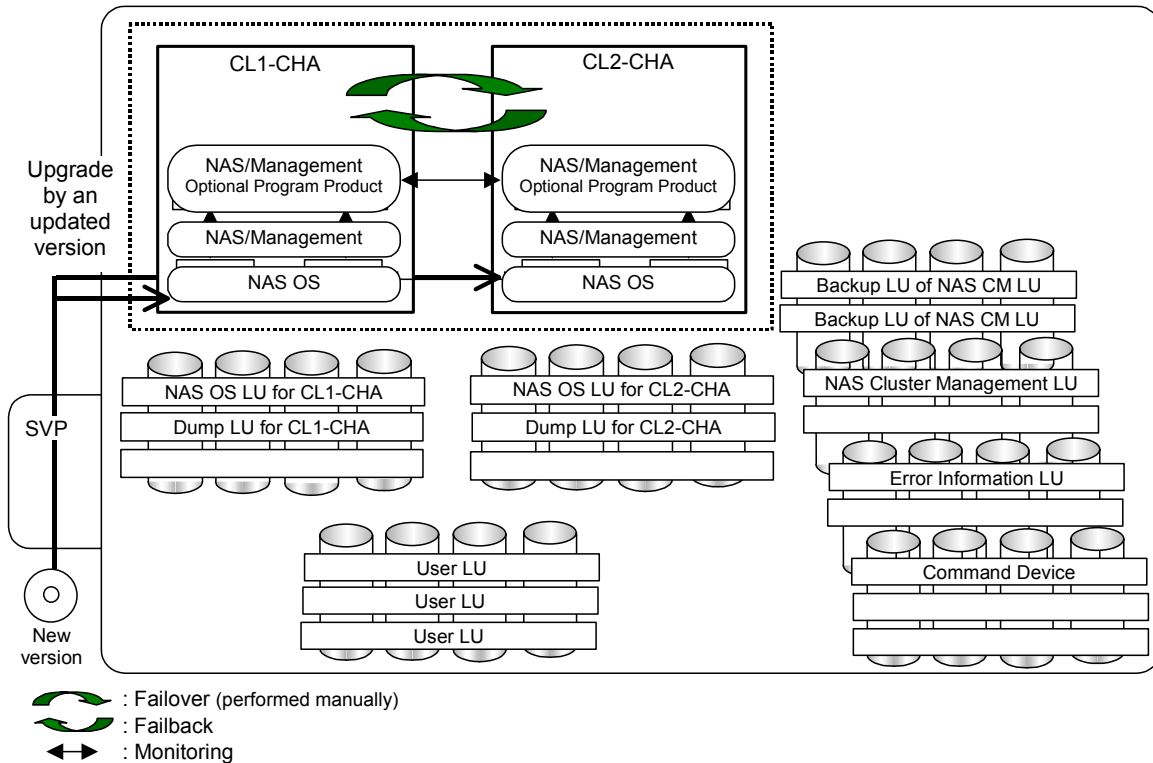 CL1-CHA
CL2-CHA
NAS/Management
Optional Program Product
NAS/Management
Optional Program Product
Upgrade
by an
updated
version
NAS/Management
NAS/Management
NAS OS
NAS OS
Backup LU of NAS CM LU
Backup LU of NAS CM LU
NAS Cluster Management LU
Error Information LU
Command Device
NAS OS LU for CL1-CHA
Dump LU for CL1-CHA
NAS OS LU for CL2-CHA
Dump LU for CL2-CHA
SVP
User LU
User LU
User LU
New
version
: Failover (performed manually)
: Failback
: Monitoring